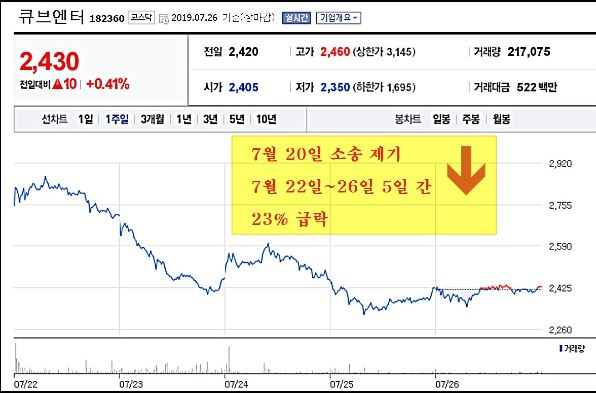 큐브엔터 182360 코스닥 2019.07.26 기준(장마감) 실시간 기업개요
2,430
전일대비 ▲10 +0.41%
전일 2,420 고가 2,460 (상한가 3,145) 거래량 217,075
시가 2,405 저가 2,350 (하한가 1,695) 거래대금 522 백만
선차트 1일 1주일 3개월 1년 3년 5년 10년 봉차트 일봉 주봉 월봉
7월 20일 소송 제기
7월 22일~26일 5일 간
23% 급락
2,920
2,755
2,590
2,425
2,260
거래량
07/22 07/23 07/24 07/25 07/26